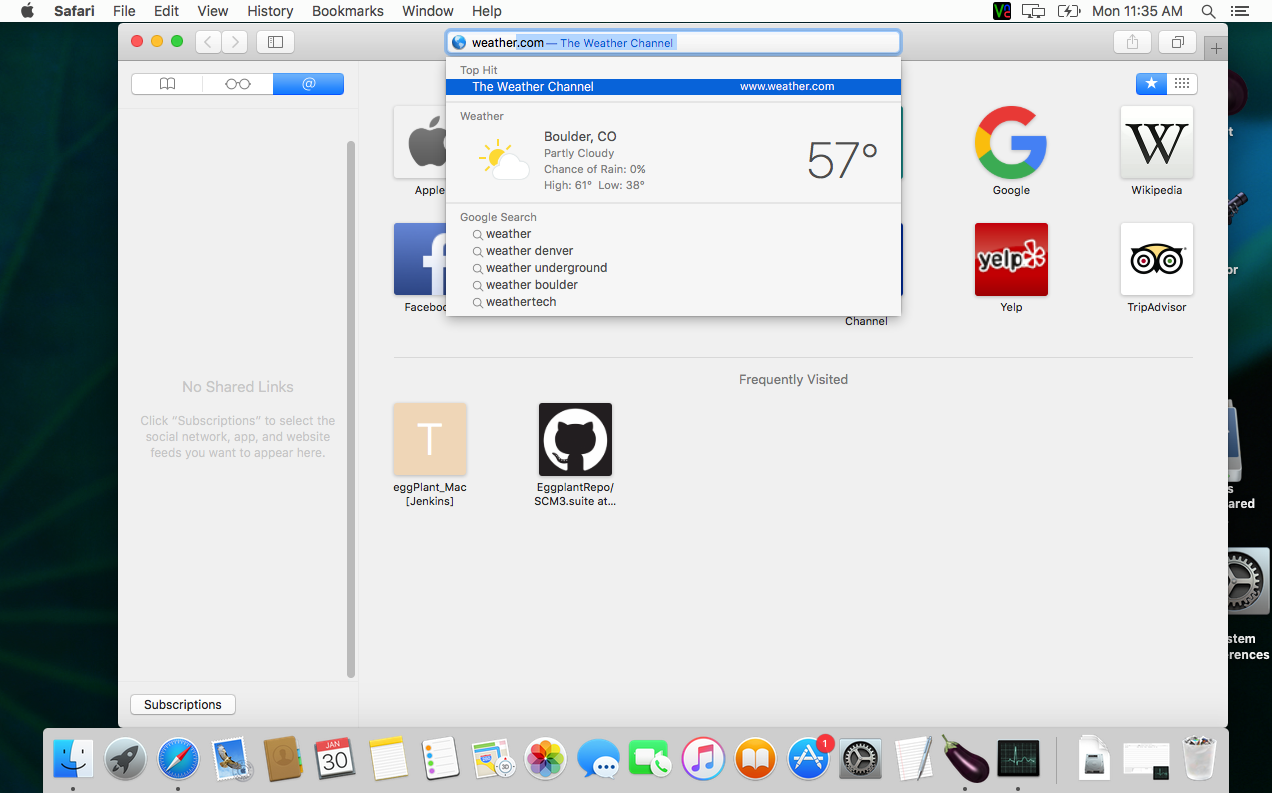 Safari File Edit View History Bookmarks Window Help
Mon 11:35 AM
weather.com — The Weather Channel
Top Hit
The Weather Channel www.weather.com
Weather
Boulder, CO
Partly Cloudy
Chance of Rain: 0%
High: 61° Low: 38°
57°
Google Search
weather
weather denver
weather underground
weather boulder
weathertech
@
Apple
Google
W
Wikipedia
Facebo
yelp
Yelp
TripAdvisor
Channel
No Shared Links
Click “Subscriptions” to select the
social network, app, and website
feeds you want to appear here.
Frequently Visited
T
eggPlant_Mac
[Jenkins]
EggplantRepo/
SCM3.suite at...
Subscriptions
t
or
s
ared
stem
rences
JAN
30
1